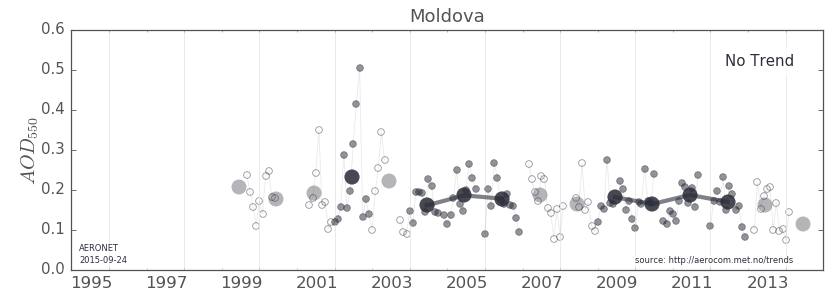 Moldova
0.6
0.5
0.4
0.3
0.2
0.1
0.0
AOD550
No Trend
AERONET
2015-09-24
source: http://aerocom.met.no/trends
1995 1997 1999 2001 2003 2005 2007 2009 2011 2013